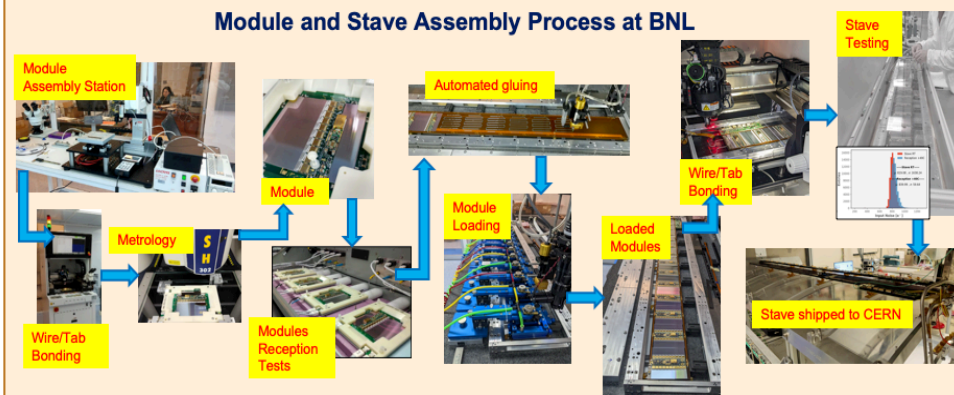 Module and Stave Assembly Process at BNL
Module
Assembly Station
Wire/Tab
Bonding
Metrology
S
H
302
Module
Modules
Reception
Tests
Automated gluing
Module
Loading
Loaded
Modules
Wire/Tab
Bonding
Stave
Testing
Stave shipped to CERN